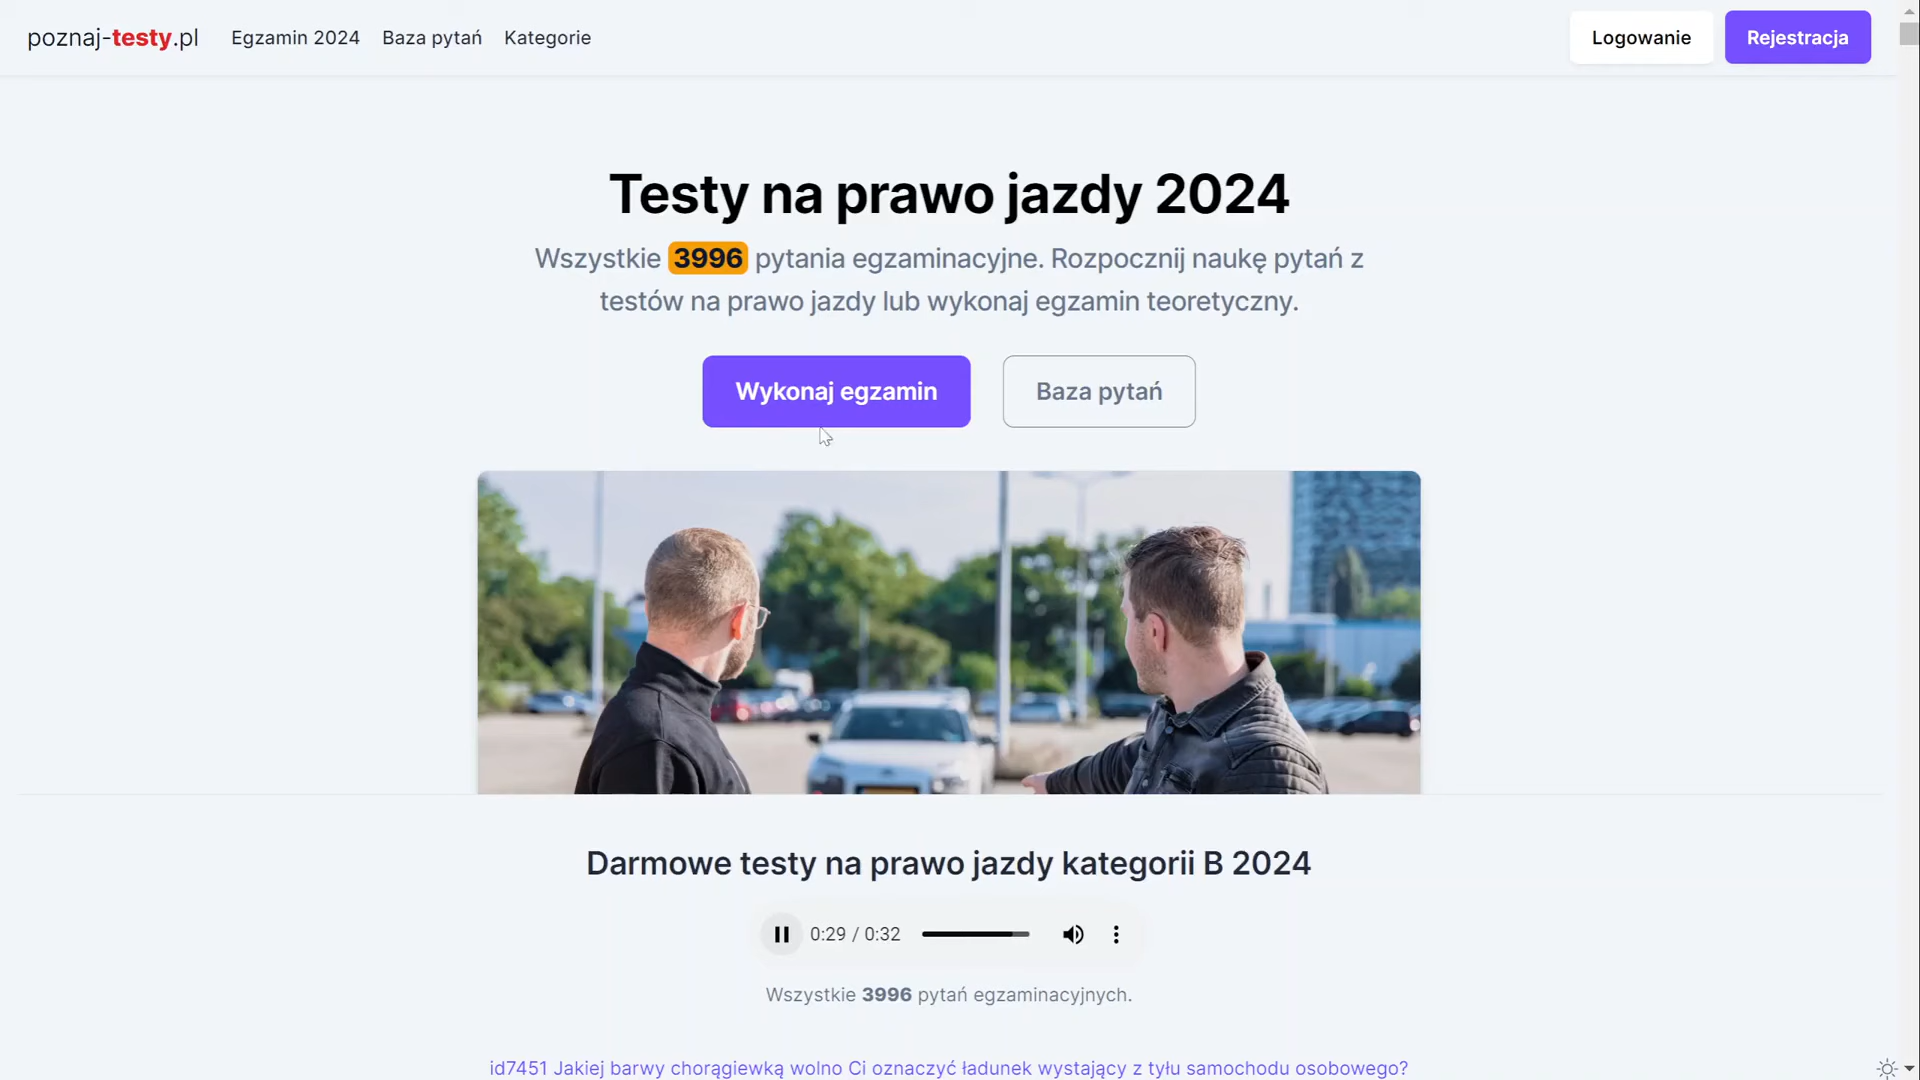 poznaj-testy.pl Egzamin 2024 Baza pytań Kategorie Logowanie Rejestracja
Testy na prawo jazdy 2024
Wszystkie 3996 pytania egzaminacyjne. Rozpocznij naukę pytań z
testów na prawo jazdy lub wykonaj egzamin teoretyczny.
Wykonaj egzamin Baza pytań
Darmowe testy na prawo jazdy kategorii B 2024
0:29 / 0:32
Wszystkie 3996 pytań egzaminacyjnych.
id7451 Jakiej barwy chorągiewką wolno Ci oznaczyć ładunek wystający z tyłu samochodu osobowego?